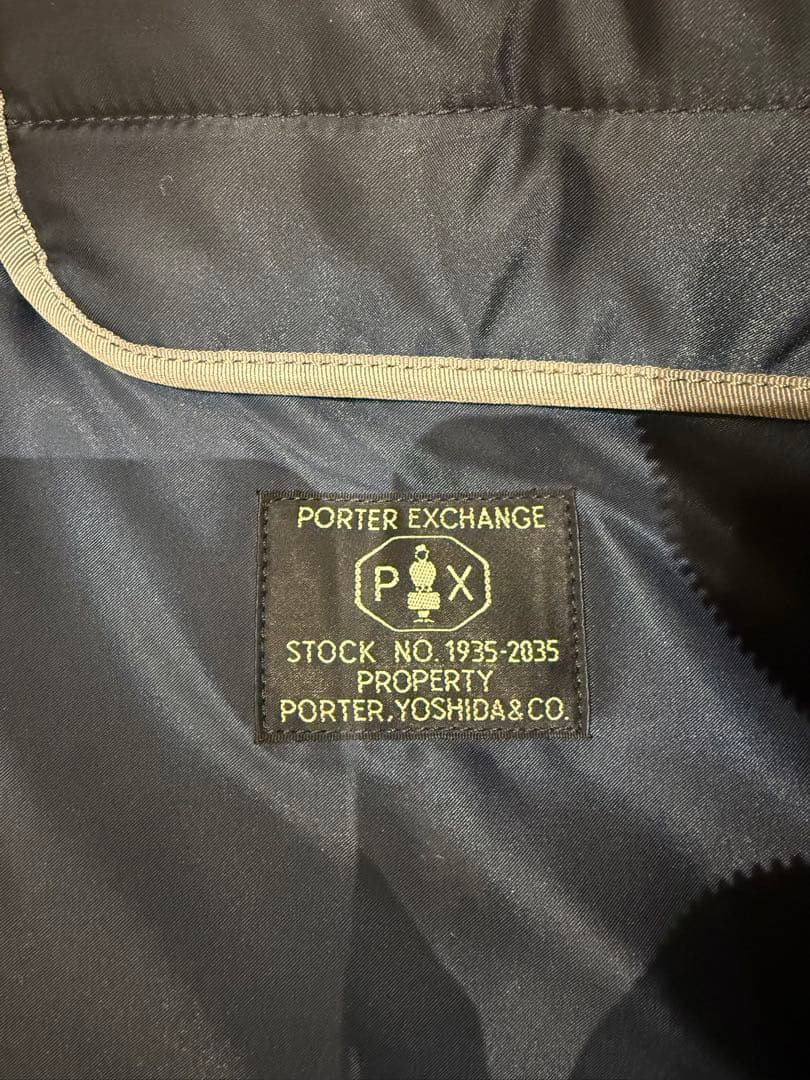 PORTER EXCHANGE
P X
STOCK NO. 1935-2035
PROPERTY
PORTER, YOSHIDA & CO.